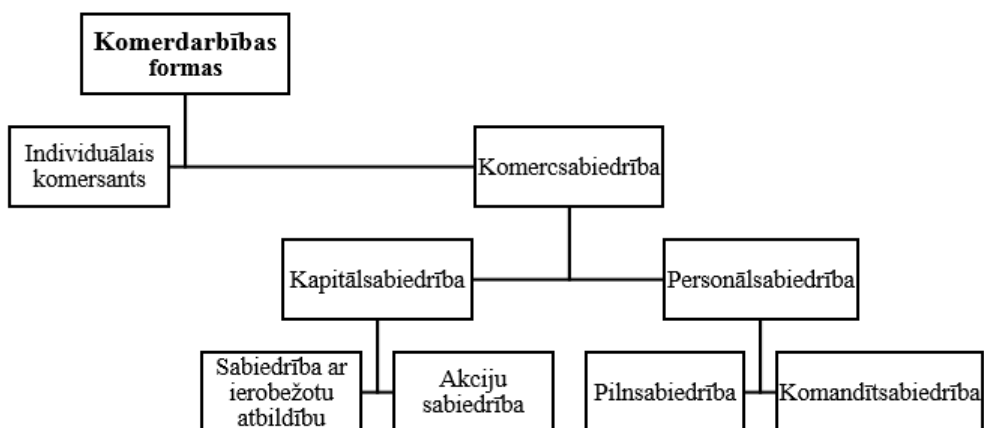 Komerdarbības
formas
Individuālais
komersants
Komercsabiedrība
Kapitālsabiedrība
Personālsabiedrība
Sabiedrība ar
ierobežotu
atbildību
Akciju
sabiedrība
Pilnsabiedrība
Komandītsabiedrība